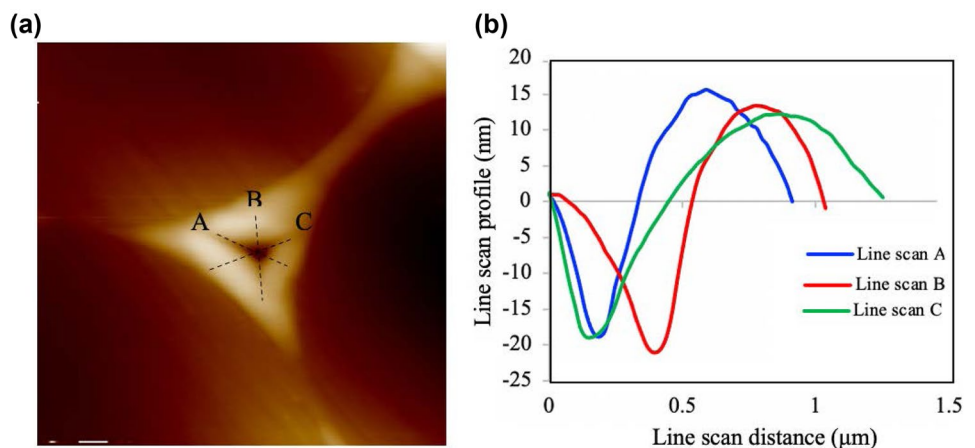 (a)
A
B
C
(b)
Line scan profile (nm)
20
15
10
5
0
-5
-10
-15
-20
-25
0
0.5
1
1.5
Line scan distance (μm)
Line scan A
Line scan B
Line scan C